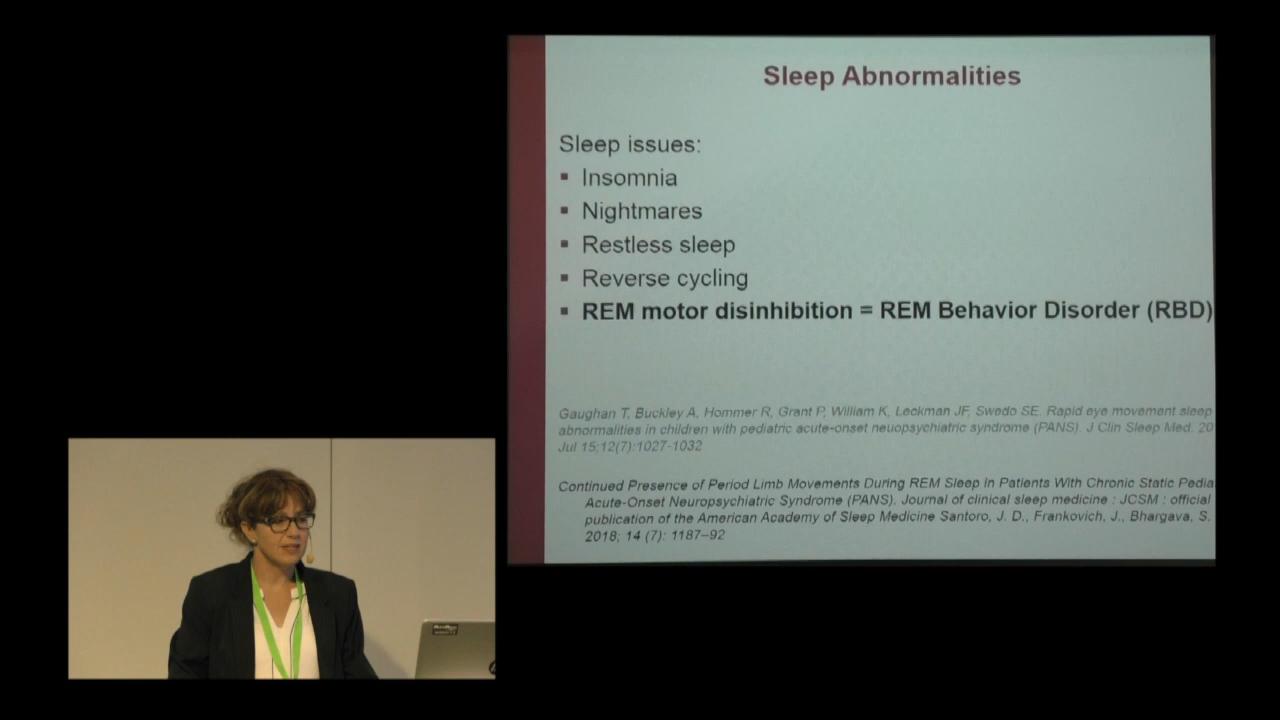 Sleep Abnormalities
Sleep issues:
Insomnia
Nightmares
Restless sleep
Reverse cycling
REM motor disinhibition = REM Behavior Disorder (RBD)
Gaughan T, Buckley A, Hommer R, Grant P, William K, Leckman JF, Swedo SE. Rapid eye movement sleep
abnormalities in children with pediatric acute-onset neuopsychiatric syndrome (PANS). J Clin Sleep Med. 20
Jul 15;12(7):1027-1032
Continued Presence of Period Limb Movements During REM Sleep in Patients With Chronic Static Pedia
Acute-Onset Neuropsychiatric Syndrome (PANS). Journal of clinical sleep medicine : JCSM : official
publication of the American Academy of Sleep Medicine Santoro, J. D., Frankovich, J., Bhargava, S.
2018; 14 (7): 1187–92